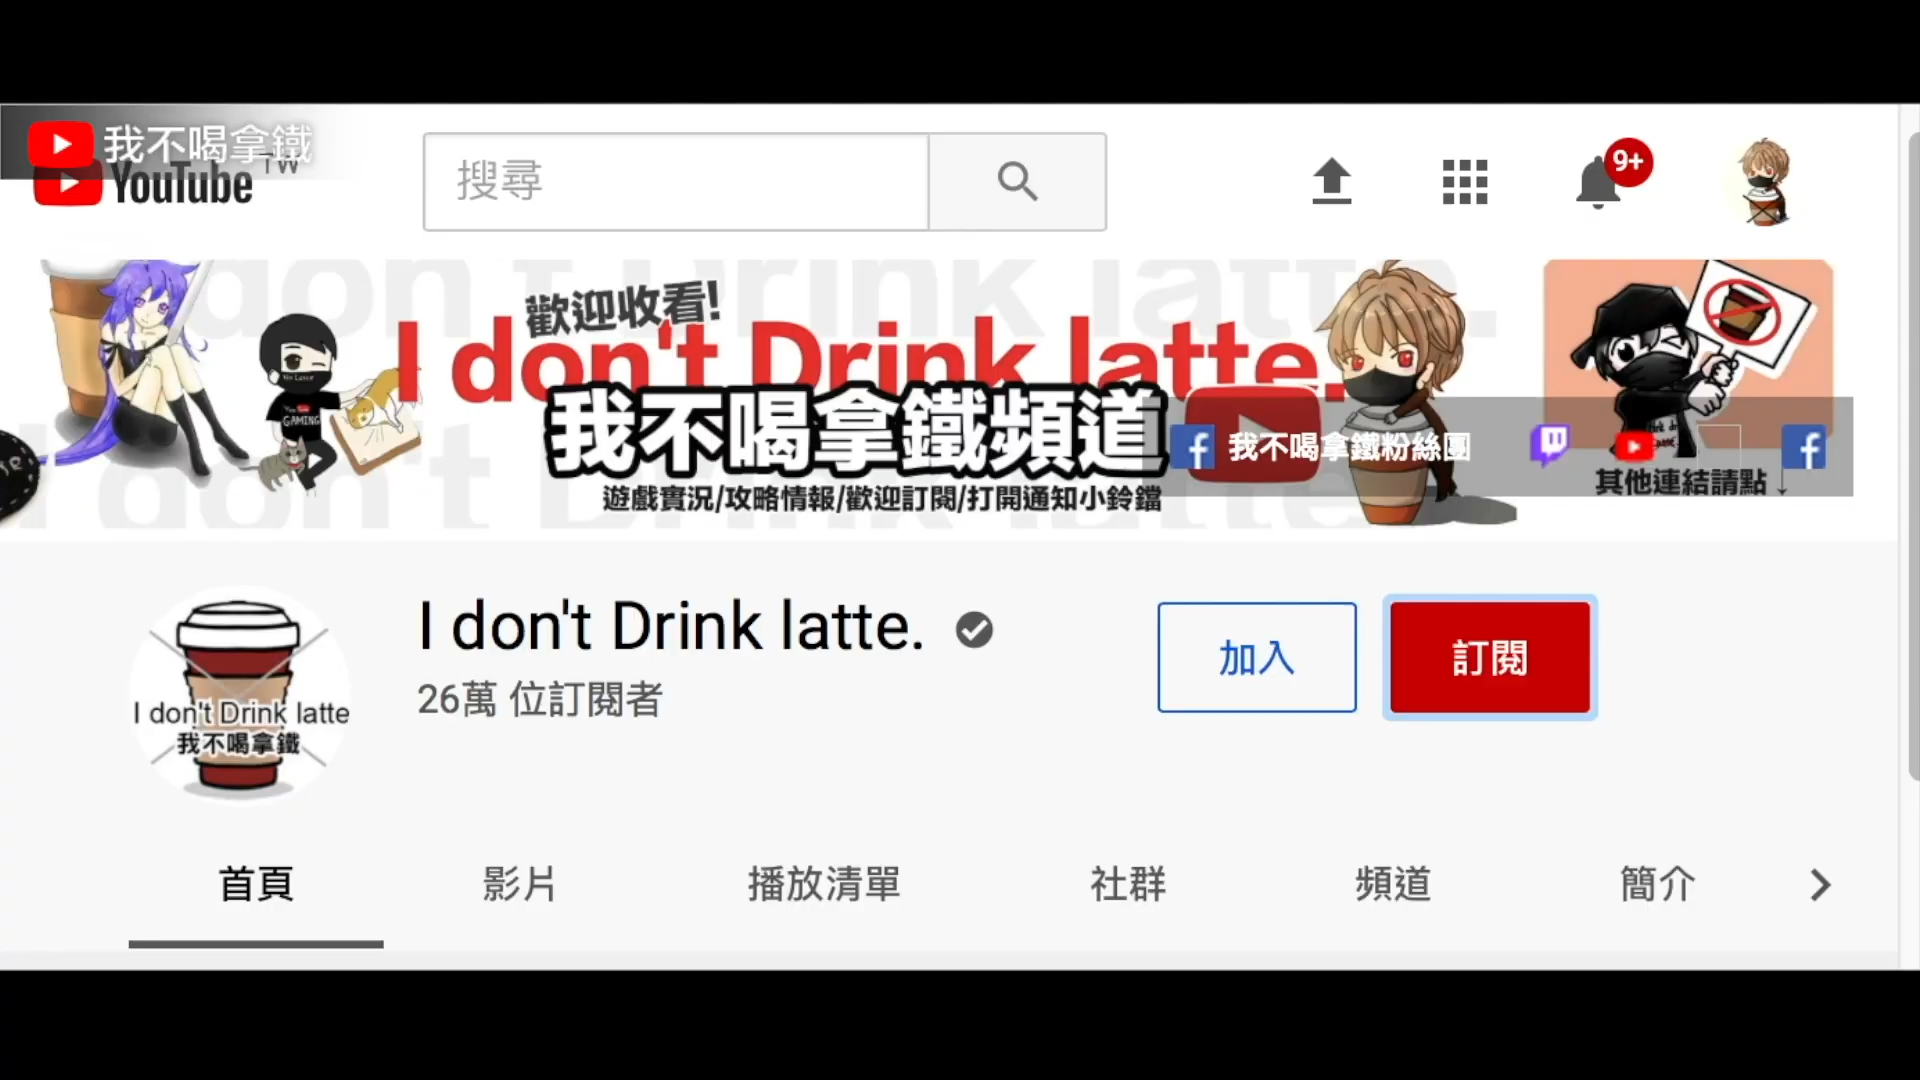 我不喝拿鐵
YouTube TW
搜尋
9+
I don't Drink latte.
歡迎收看!
I don't Drink latte.
我不喝拿鐵頻道
遊戲實況/攻略情報/歡迎訂閱/打開通知小鈴鐺
GAMING
我不喝拿鐵粉絲團
其他連結請點↓
I don't Drink latte.
26萬 位訂閱者
加入
訂閱
I don't Drink latte
我不喝拿鐵
首頁
影片
播放清單
社群
頻道
簡介